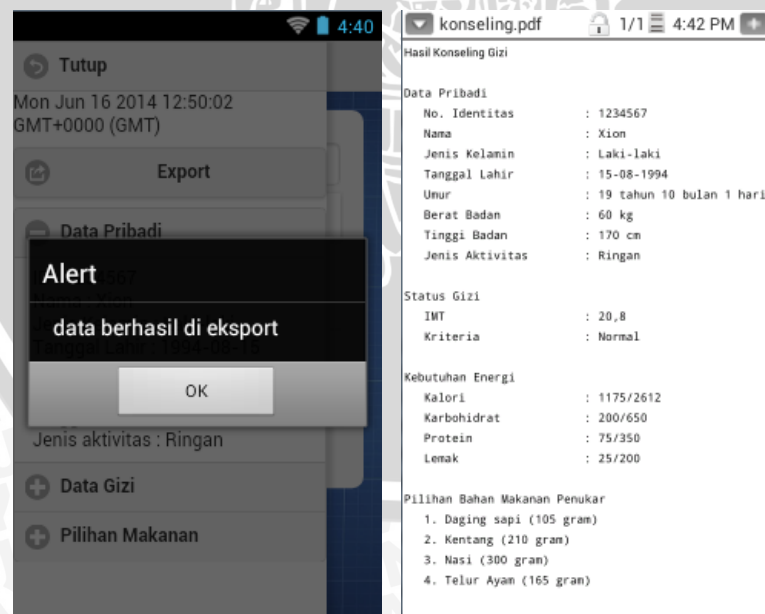 4:40
Tutup
Mon Jun 16 2014 12:50:02
GMT+0000 (GMT)
Export
Data Pribadi
Alert
data berhasil di eksport
OK
Jenis aktivitas : Ringan
Data Gizi
Pilihan Makanan
konseling.pdf 1/1 4:42 PM
Hasil Konseling Gizi
Data Pribadi
No. Identitas : 1234567
Nama : Xion
Jenis Kelamin : Laki-laki
Tanggal Lahir : 15-08-1994
Umur : 19 tahun 10 bulan 1 hari
Berat Badan : 60 kg
Tinggi Badan : 170 cm
Jenis Aktivitas : Ringan
Status Gizi
IMT : 20,8
Kriteria : Normal
Kebutuhan Energi
Kalori : 1175/2612
Karbohidrat : 200/650
Protein : 75/350
Lemak : 25/200
Pilihan Bahan Makanan Penukar
1. Daging sapi (105 gram)
2. Kentang (210 gram)
3. Nasi (300 gram)
4. Telur Ayam (165 gram)